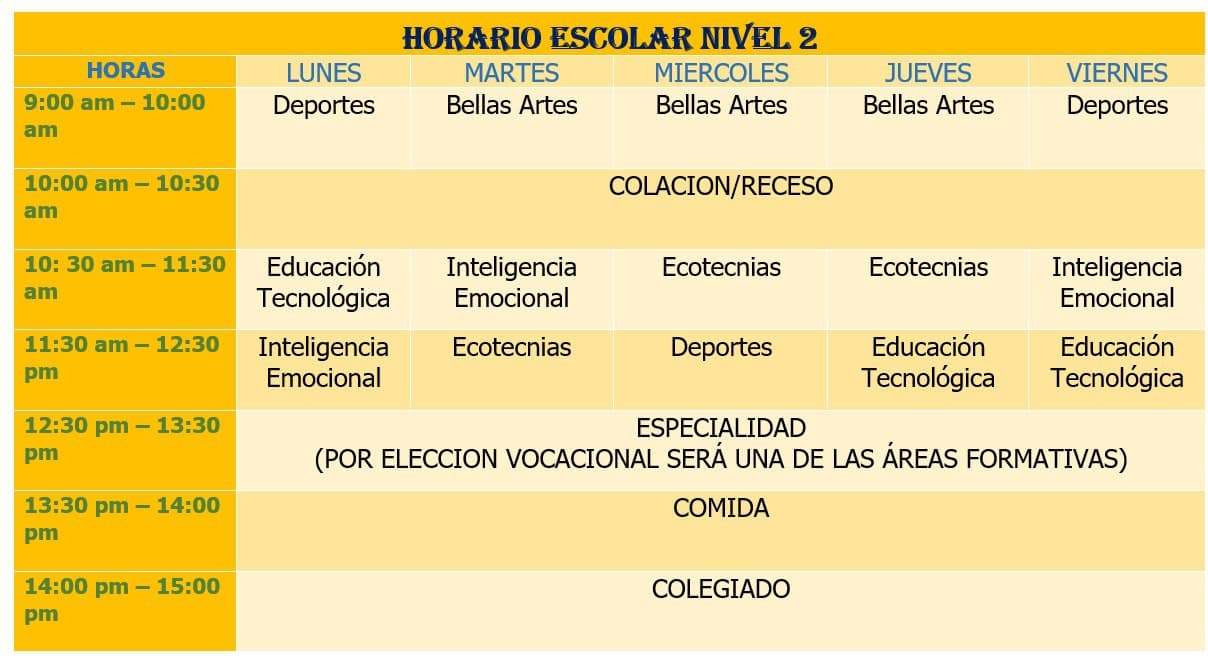 HORARIO ESCOLAR NIVEL 2
HORAS LUNES MARTES MIERCOLES JUEVES VIERNES
9:00 am – 10:00 Deportes Bellas Artes Bellas Artes Bellas Artes Deportes
am
10:00 am – 10:30 COLACION/RECESO
am
10: 30 am – 11:30 Educación Inteligencia Ecotecnias Ecotecnias Inteligencia
am Tecnológica Emocional Emocional
11:30 am – 12:30 Inteligencia Ecotecnias Deportes Educación Educación
pm Emocional Tecnológica Tecnológica
12:30 pm – 13:30 ESPECIALIDAD
pm (POR ELECCION VOCACIONAL SERÁ UNA DE LAS ÁREAS FORMATIVAS)
13:30 pm – 14:00 COMIDA
pm
14:00 pm – 15:00 COLEGIADO
pm